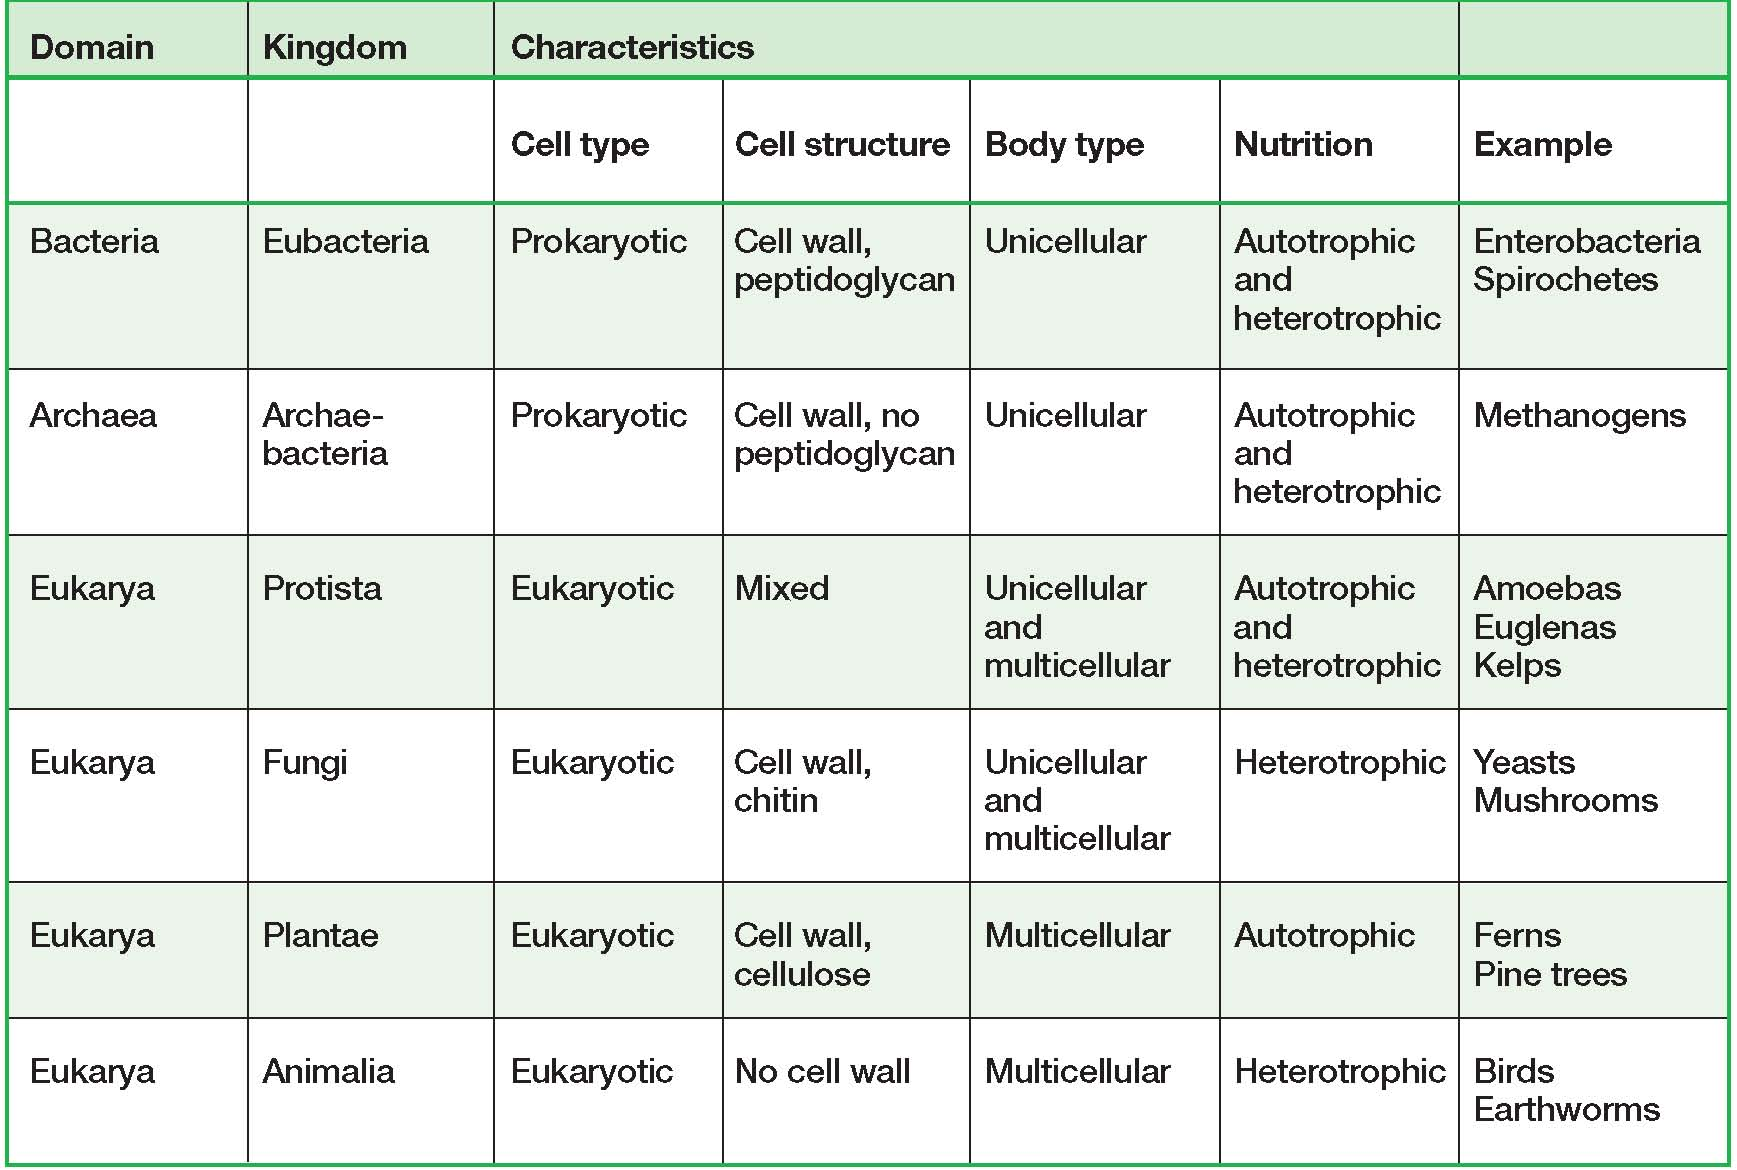 Domain Kingdom Characteristics
Cell type Cell structure Body type Nutrition Example
Bacteria Eubacteria Prokaryotic Cell wall, Unicellular Autotrophic Enterobacteria
peptidoglycan and Spirochetes
heterotrophic
Archaea Archae- Prokaryotic Cell wall, no Unicellular Autotrophic Methanogens
bacteria peptidoglycan and
heterotrophic
Eukarya Protista Eukaryotic Mixed Unicellular Autotrophic Amoebas
and and Euglenas
multicellular heterotrophic Kelps
Eukarya Fungi Eukaryotic Cell wall, Unicellular Heterotrophic Yeasts
chitin and Mushrooms
multicellular
Eukarya Plantae Eukaryotic Cell wall, Multicellular Autotrophic Ferns
cellulose Pine trees
Eukarya Animalia Eukaryotic No cell wall Multicellular Heterotrophic Birds
Earthworms